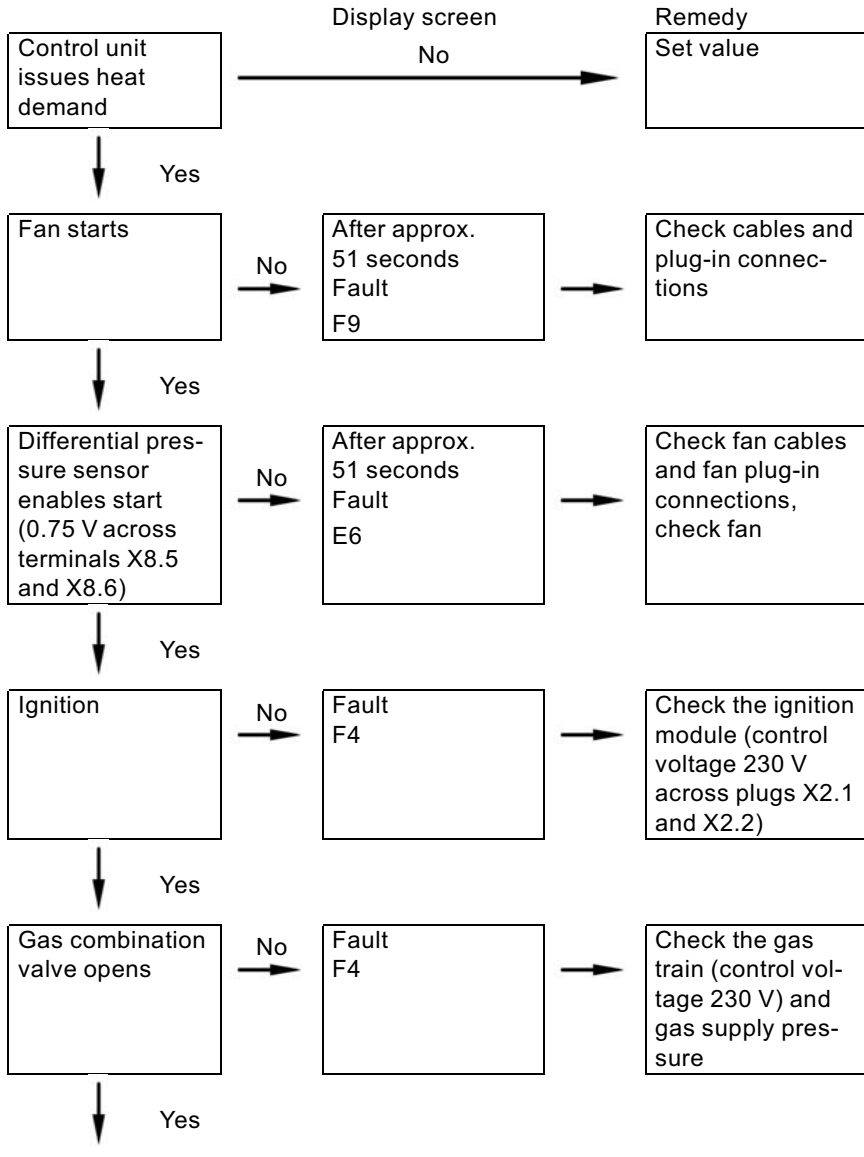 Display screen
Remedy
Control unit
issues heat
demand
No
Set value
Yes
Fan starts
No
After approx.
51 seconds
Fault
F9
Check cables and
plug-in connec-
tions
Yes
Differential pres-
sure sensor
enables start
(0.75 V across
terminals X8.5
and X8.6)
No
After approx.
51 seconds
Fault
E6
Check fan cables
and fan plug-in
connections,
check fan
Yes
Ignition
No
Fault
F4
Check the ignition
module (control
voltage 230 V
across plugs X2.1
and X2.2)
Yes
Gas combination
valve opens
No
Fault
F4
Check the gas
train (control vol-
tage 230 V) and
gas supply pres-
sure
Yes